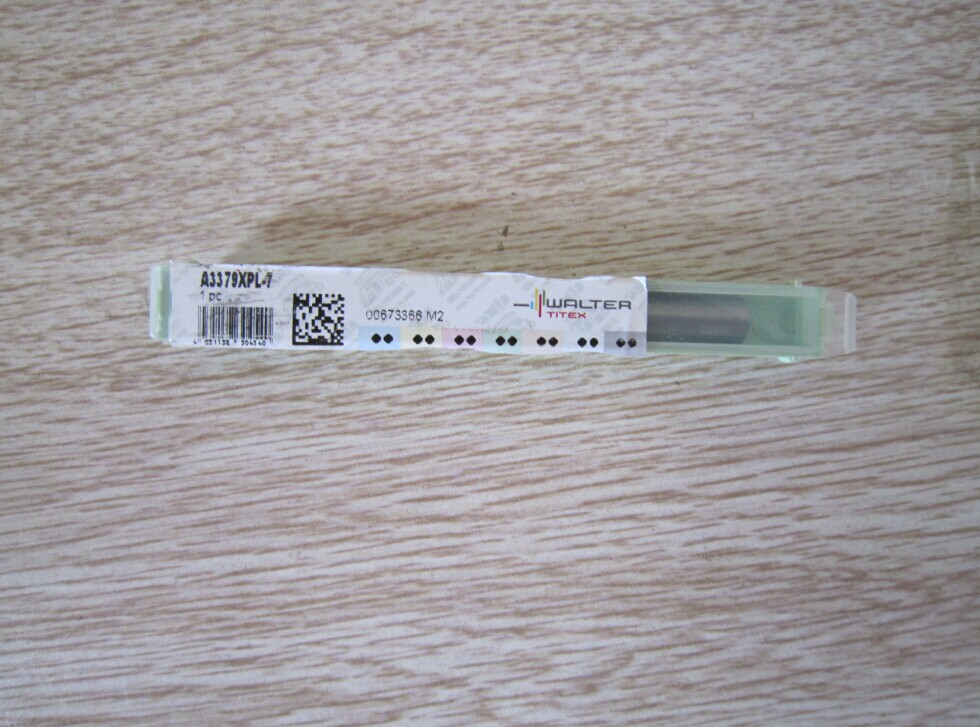 A3379XPL-7
1 pc
00673366 M2
WALTER
TITEX